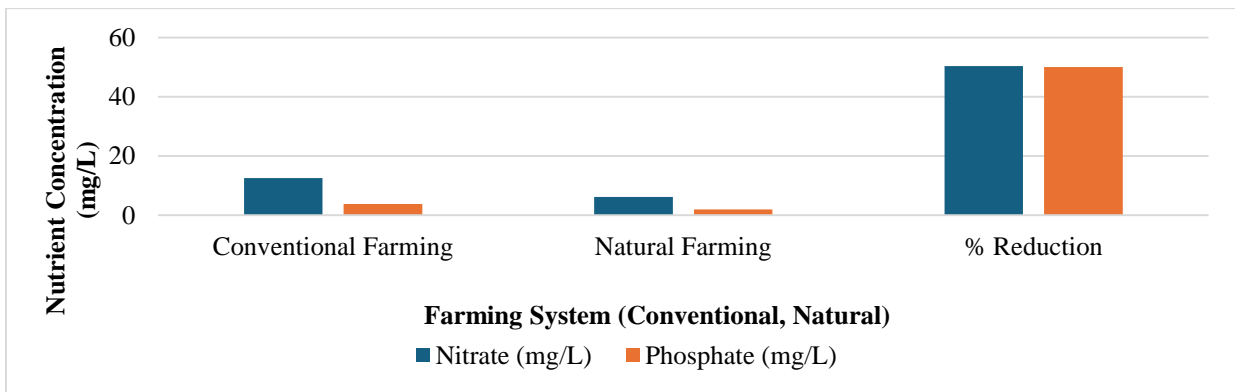 Nutrient Concentration
(mg/L)
60
40
20
0
Conventional Farming Natural Farming % Reduction
Farming System (Conventional, Natural)
Nitrate (mg/L) Phosphate (mg/L)